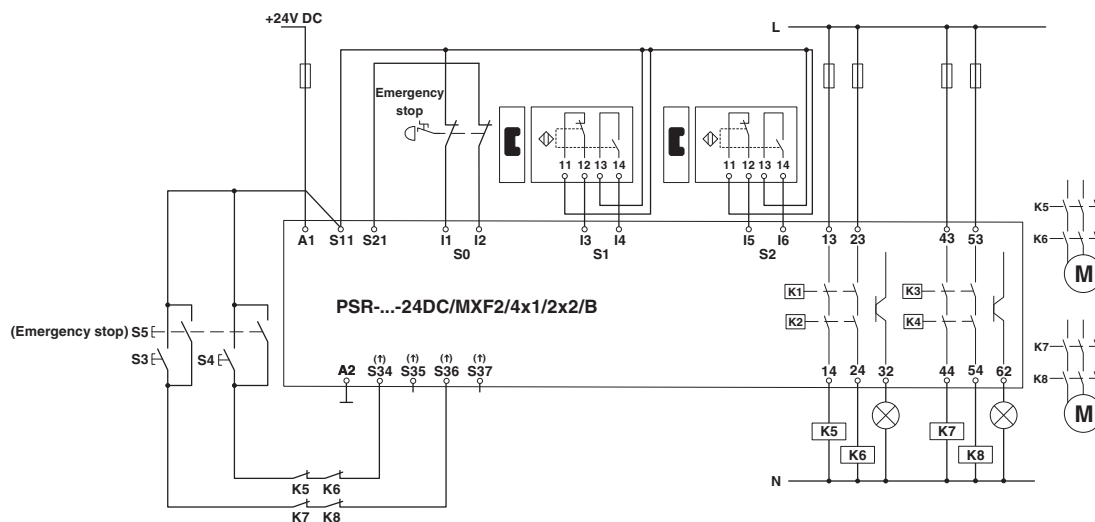 +24V DC
L
Emergency
stop
11 12 13 14
11 12 13 14
K5
K6
M
A1 S11 S21 I1 I2 I3 I4 I5 I6 13 23 43 53
S0 S1 S2
K1 K3
PSR-...-24DC/MXF2/4x1/2x2/B
K2 K4
(Emergency stop) S5
S3 S4
K7
K8
M
(↑) (↑) (↑) (↑)
A2 S34 S35 S36 S37 14 24 32 44 54 62
K5 K7
K6 K8
N
K5 K6
K7 K8